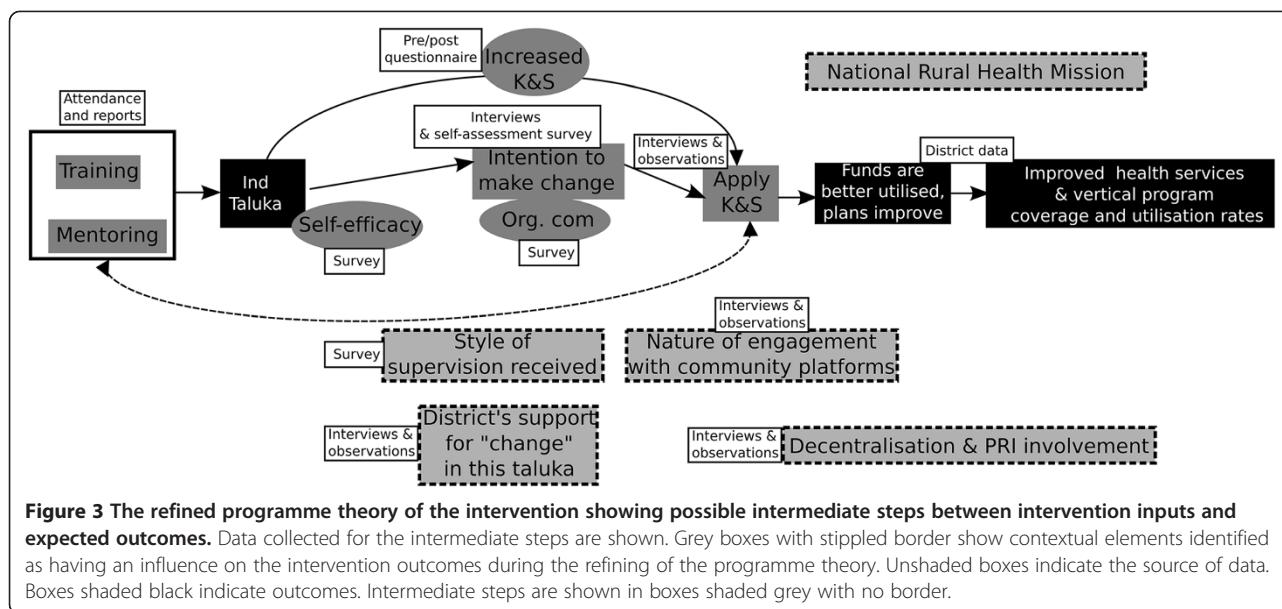 Pre/post
questionnaire
Increased
K&S
National Rural Health Mission
Attendance
and reports
Training
Mentoring
Ind
Taluka
Self-efficacy
Survey
Interviews
& self-assessment survey
Intention to
make change
Org. com
Survey
Interviews &
observations
Apply
K&S
Funds are
better utilised,
plans improve
District data
Improved health services
& vertical program
coverage and utilisation rates
Survey
Style of
supervision received
Interviews &
observations
Nature of engagement
with community platforms
Interviews &
observations
District's support
for "change"
in this taluka
Interviews &
observations
Decentralisation & PRI involvement
Figure 3 The refined programme theory of the intervention showing possible intermediate steps between intervention inputs and
expected outcomes. Data collected for the intermediate steps are shown. Grey boxes with stippled border show contextual elements identified
as having an influence on the intervention outcomes during the refining of the programme theory. Unshaded boxes indicate the source of data.
Boxes shaded black indicate outcomes. Intermediate steps are shown in boxes shaded grey with no border.